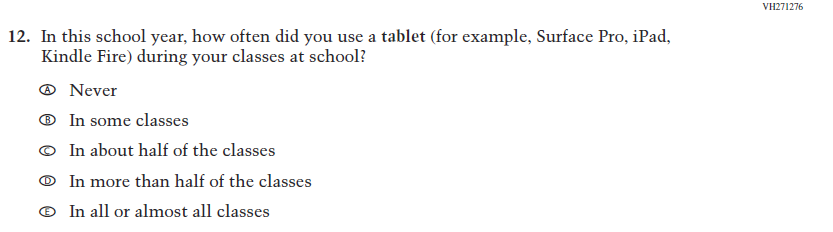 VH271276
12. In this school year, how often did you use a tablet (for example, Surface Pro, iPad,
Kindle Fire) during your classes at school?
Ⓐ Never
Ⓑ In some classes
Ⓒ In about half of the classes
Ⓓ In more than half of the classes
Ⓔ In all or almost all classes